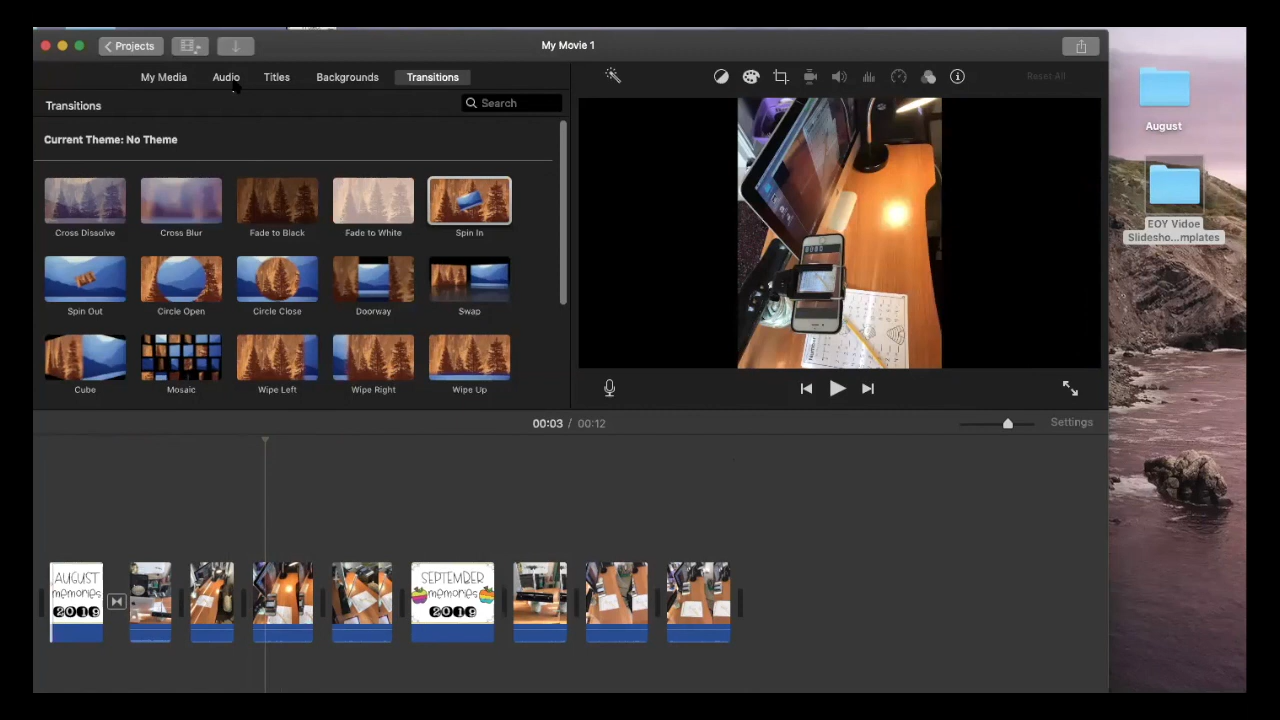 Projects
My Movie 1
My Media
Audio
Titles
Backgrounds
Transitions
Reset All
Transitions
Search
Current Theme: No Theme
Cross Dissolve
Cross Blur
Fade to Black
Fade to White
Spin In
Spin Out
Circle Open
Circle Close
Doorway
Swap
Cube
Mosaic
Wipe Left
Wipe Right
Wipe Up
August
EOY Vidoe
Slidesho...mplates
00:03 / 00:12
Settings
AUGUST
memories
2019
SEPTEMBER
memories
2019